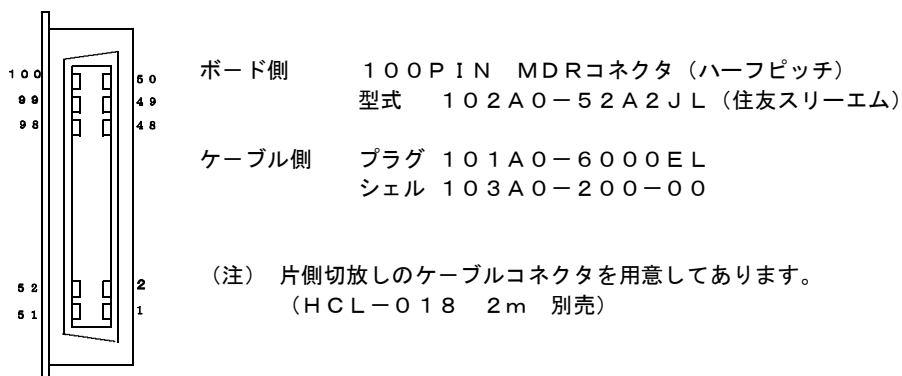 ボード側　　１００ＰＩＮ　ＭＤＲコネクタ（ハーフピッチ）
型式　１０２Ａ０－５２Ａ２ＪＬ（住友スリーエム）
ケーブル側　　プラグ　１０１Ａ０－６０００ＥＬ
シェル　１０３Ａ０－２００－００
（注）　片側切放しのケーブルコネクタを用意してあります。
（ＨＣＬ－０１８　２ｍ　別売）
１００　５０
９９　４９
９８　４８
５２　２
５１　１